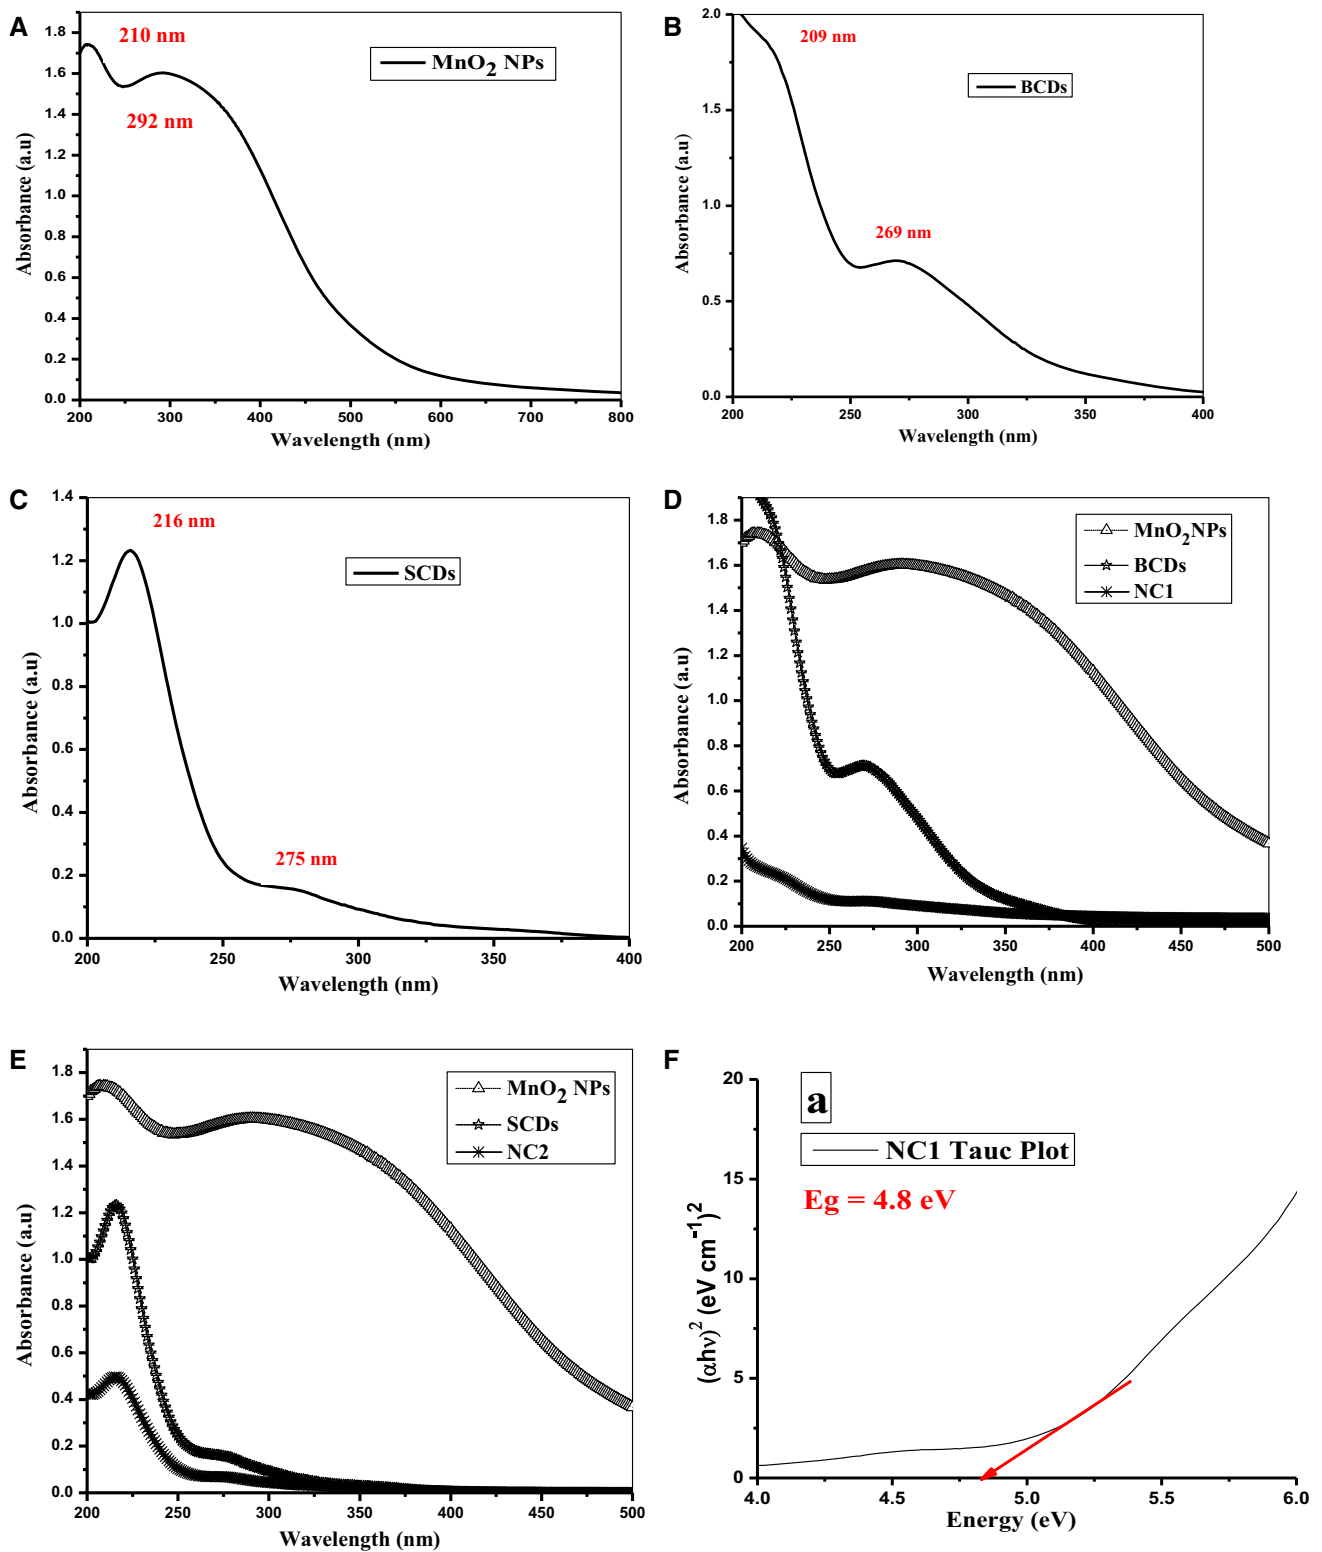 A
210 nm
292 nm
MnO2 NPs
Absorbance (a.u)
1.8
1.6
1.4
1.2
1.0
0.8
0.6
0.4
0.2
0.0
200 300 400 500 600 700 800
Wavelength (nm)
B
209 nm
269 nm
BCDs
Absorbance (a.u)
2.0
1.5
1.0
0.5
0.0
200 250 300 350 400
Wavelength (nm)
C
216 nm
275 nm
SCDs
Absorbance (a.u)
1.4
1.2
1.0
0.8
0.6
0.4
0.2
0.0
200 250 300 350 400
Wavelength (nm)
D
MnO2NPs
BCDs
NC1
Absorbance (a.u)
1.8
1.6
1.4
1.2
1.0
0.8
0.6
0.4
0.2
0.0
200 250 300 350 400 450 500
Wavelength (nm)
E
MnO2 NPs
SCDs
NC2
Absorbance (a.u)
1.8
1.6
1.4
1.2
1.0
0.8
0.6
0.4
0.2
0.0
200 250 300 350 400 450 500
Wavelength (nm)
F
a
NC1 Tauc Plot
Eg = 4.8 eV
(αhν)2 (eV cm-1)2
20
15
10
5
0
4.0 4.5 5.0 5.5 6.0
Energy (eV)